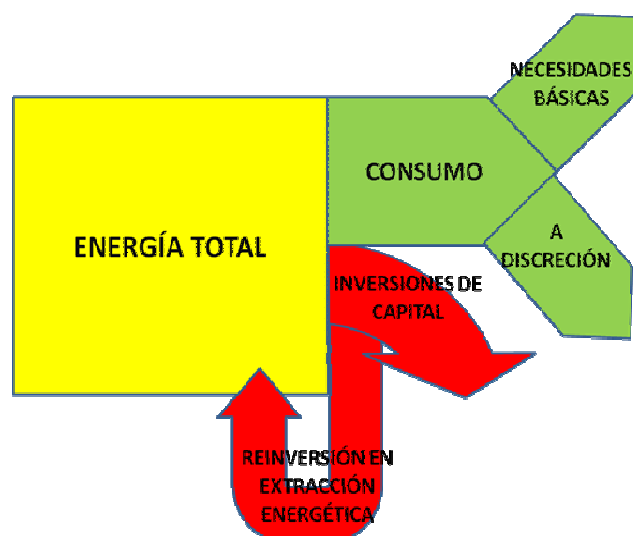 NECESIDADES
BÁSICAS
CONSUMO
ENERGÍA TOTAL
A
DISCRECIÓN
INVERSIONES DE
CAPITAL
REINVERSIÓN EN
EXTRACCIÓN
ENERGÉTICA